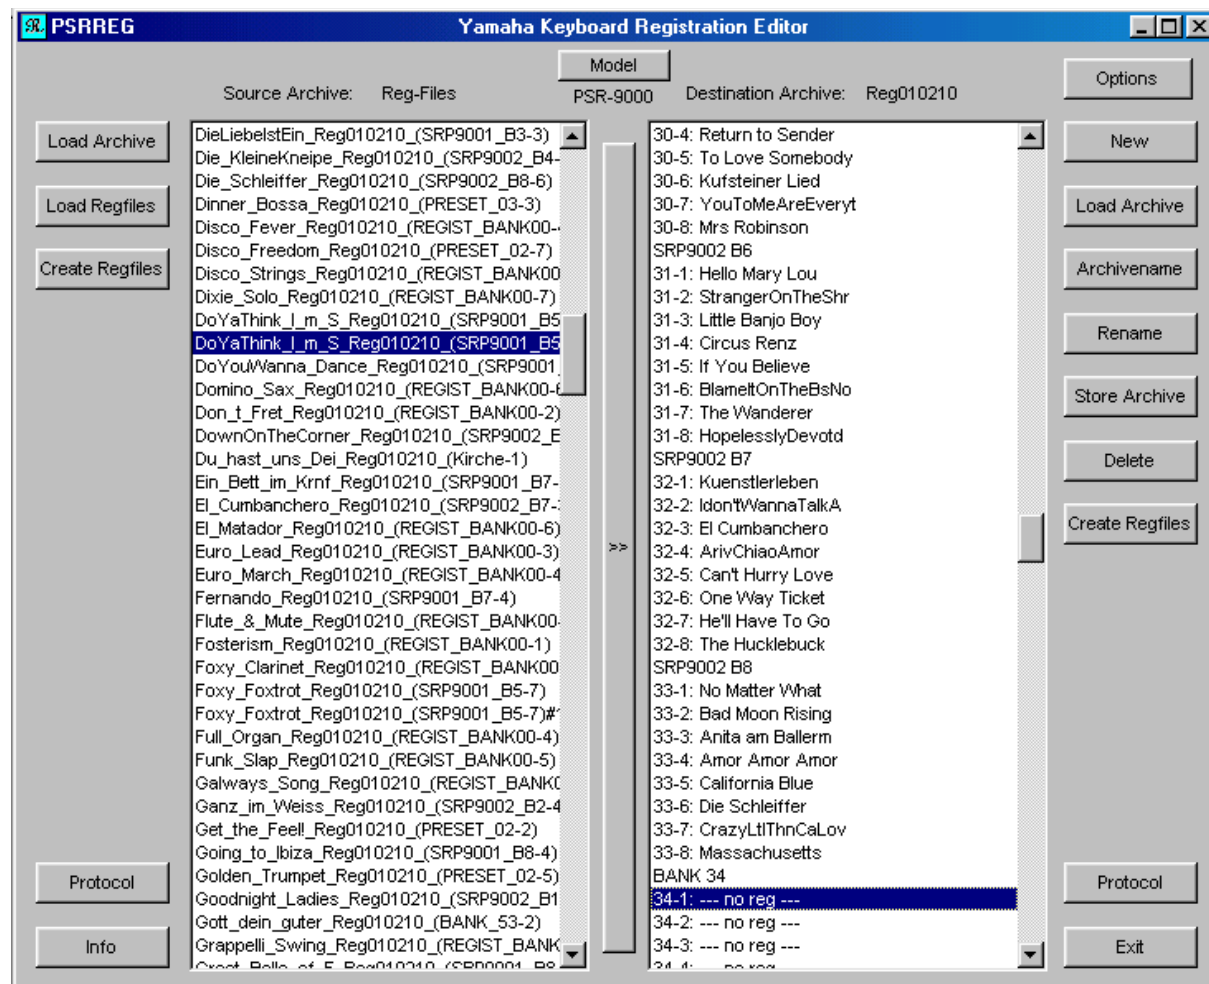 PSRREG Yamaha Keyboard Registration Editor
Model
Options
Source Archive: Reg-Files PSR-9000 Destination Archive: Reg010210
Load Archive
Load Regfiles
Create Regfiles
Protocol
Info
DieLiebelstEin_Reg010210_(SRP9001_B3-3)
Die_KleineKneipe_Reg010210_(SRP9002_B4-
Die_Schleiffer_Reg010210_(SRP9002_B8-6)
Dinner_Bossa_Reg010210_(PRESET_03-3)
Disco_Fever_Reg010210_(REGIST_BANK00-
Disco_Freedom_Reg010210_(PRESET_02-7)
Disco_Strings_Reg010210_(REGIST_BANK00
Dixie_Solo_Reg010210_(REGIST_BANK00-7)
DoYaThink_I_m_S_Reg010210_(SRP9001_B5
DoYaThink_I_m_S_Reg010210_(SRP9001_B5
DoYouWanna_Dance_Reg010210_(SRP9001_
Domino_Sax_Reg010210_(REGIST_BANK00-6
Don_t_Fret_Reg010210_(REGIST_BANK00-2)
DownOnTheCorner_Reg010210_(SRP9002_E
Du_hast_uns_Dei_Reg010210_(Kirche-1)
Ein_Bett_im_Krnf_Reg010210_(SRP9001_B7-
El_Cumbanchero_Reg010210_(SRP9002_B7-
El_Matador_Reg010210_(REGIST_BANK00-6)
Euro_Lead_Reg010210_(REGIST_BANK00-3)
Euro_March_Reg010210_(REGIST_BANK00-4
Fernando_Reg010210_(SRP9001_B7-4)
Flute_&_Mute_Reg010210_(REGIST_BANK00-
Fosterism_Reg010210_(REGIST_BANK00-1)
Foxy_Clarinet_Reg010210_(REGIST_BANK00
Foxy_Foxtrot_Reg010210_(SRP9001_B5-7)
Foxy_Foxtrot_Reg010210_(SRP9001_B5-7)#
Full_Organ_Reg010210_(REGIST_BANK00-4)
Funk_Slap_Reg010210_(REGIST_BANK00-5)
Galways_Song_Reg010210_(REGIST_BANK0
Ganz_im_Weiss_Reg010210_(SRP9002_B2-4
Get_the_Feel!_Reg010210_(PRESET_02-2)
Going_to_Ibiza_Reg010210_(SRP9001_B8-4)
Golden_Trumpet_Reg010210_(PRESET_02-5)
Goodnight_Ladies_Reg010210_(SRP9002_B1
Gott_dein_guter_Reg010210_(BANK_53-2)
Grappelli_Swing_Reg010210_(REGIST_BANK
>>
30-4: Return to Sender
30-5: To Love Somebody
30-6: Kufsteiner Lied
30-7: YouToMeAreEveryt
30-8: Mrs Robinson
SRP9002 B6
31-1: Hello Mary Lou
31-2: StrangerOnTheShr
31-3: Little Banjo Boy
31-4: Circus Renz
31-5: If You Believe
31-6: BlameItOnTheBsNo
31-7: The Wanderer
31-8: HopelesslyDevotd
SRP9002 B7
32-1: Kuenstlerleben
32-2: Idon'tWannaTalkA
32-3: El Cumbanchero
32-4: ArivChiaoAmor
32-5: Can't Hurry Love
32-6: One Way Ticket
32-7: He'll Have To Go
32-8: The Hucklebuck
SRP9002 B8
33-1: No Matter What
33-2: Bad Moon Rising
33-3: Anita am Ballerm
33-4: Amor Amor Amor
33-5: California Blue
33-6: Die Schleiffer
33-7: CrazyLtlThnCaLov
33-8: Massachusetts
BANK 34
34-1: --- no reg ---
34-2: --- no reg ---
34-3: --- no reg ---
34-4: --- no reg ---
New
Load Archive
Archivename
Rename
Store Archive
Delete
Create Regfiles
Protocol
Exit